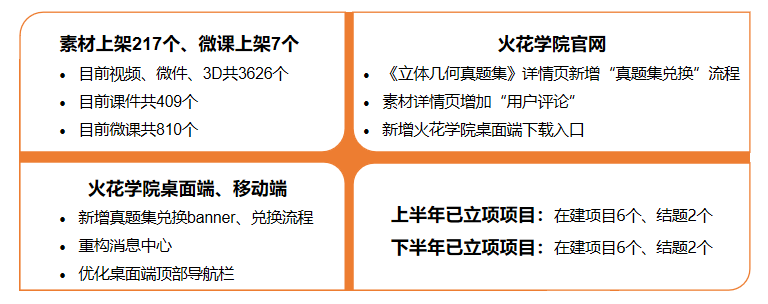 素材上架217个、微课上架7个
• 目前视频、微件、3D共3626个
• 目前课件共409个
• 目前微课共810个
火花学院官网
• 《立体几何真题集》详情页新增“真题集兑换”流程
• 素材详情页增加“用户评论”
• 新增火花学院桌面端下载入口
火花学院桌面端、移动端
• 新增真题集兑换banner、兑换流程
• 重构消息中心
• 优化桌面端顶部导航栏
上半年已立项项目：在建项目6个、结题2个
下半年已立项项目：在建项目6个、结题2个